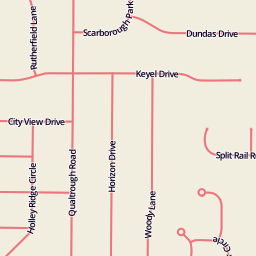 Rutherfield Lane
Scarborough Park
Dundas Drive
Keyel Drive
City View Drive
Split Rail R
Horizon Drive
Qualtrough Road
Holley Ridge Circle
Woody Lane
Circle